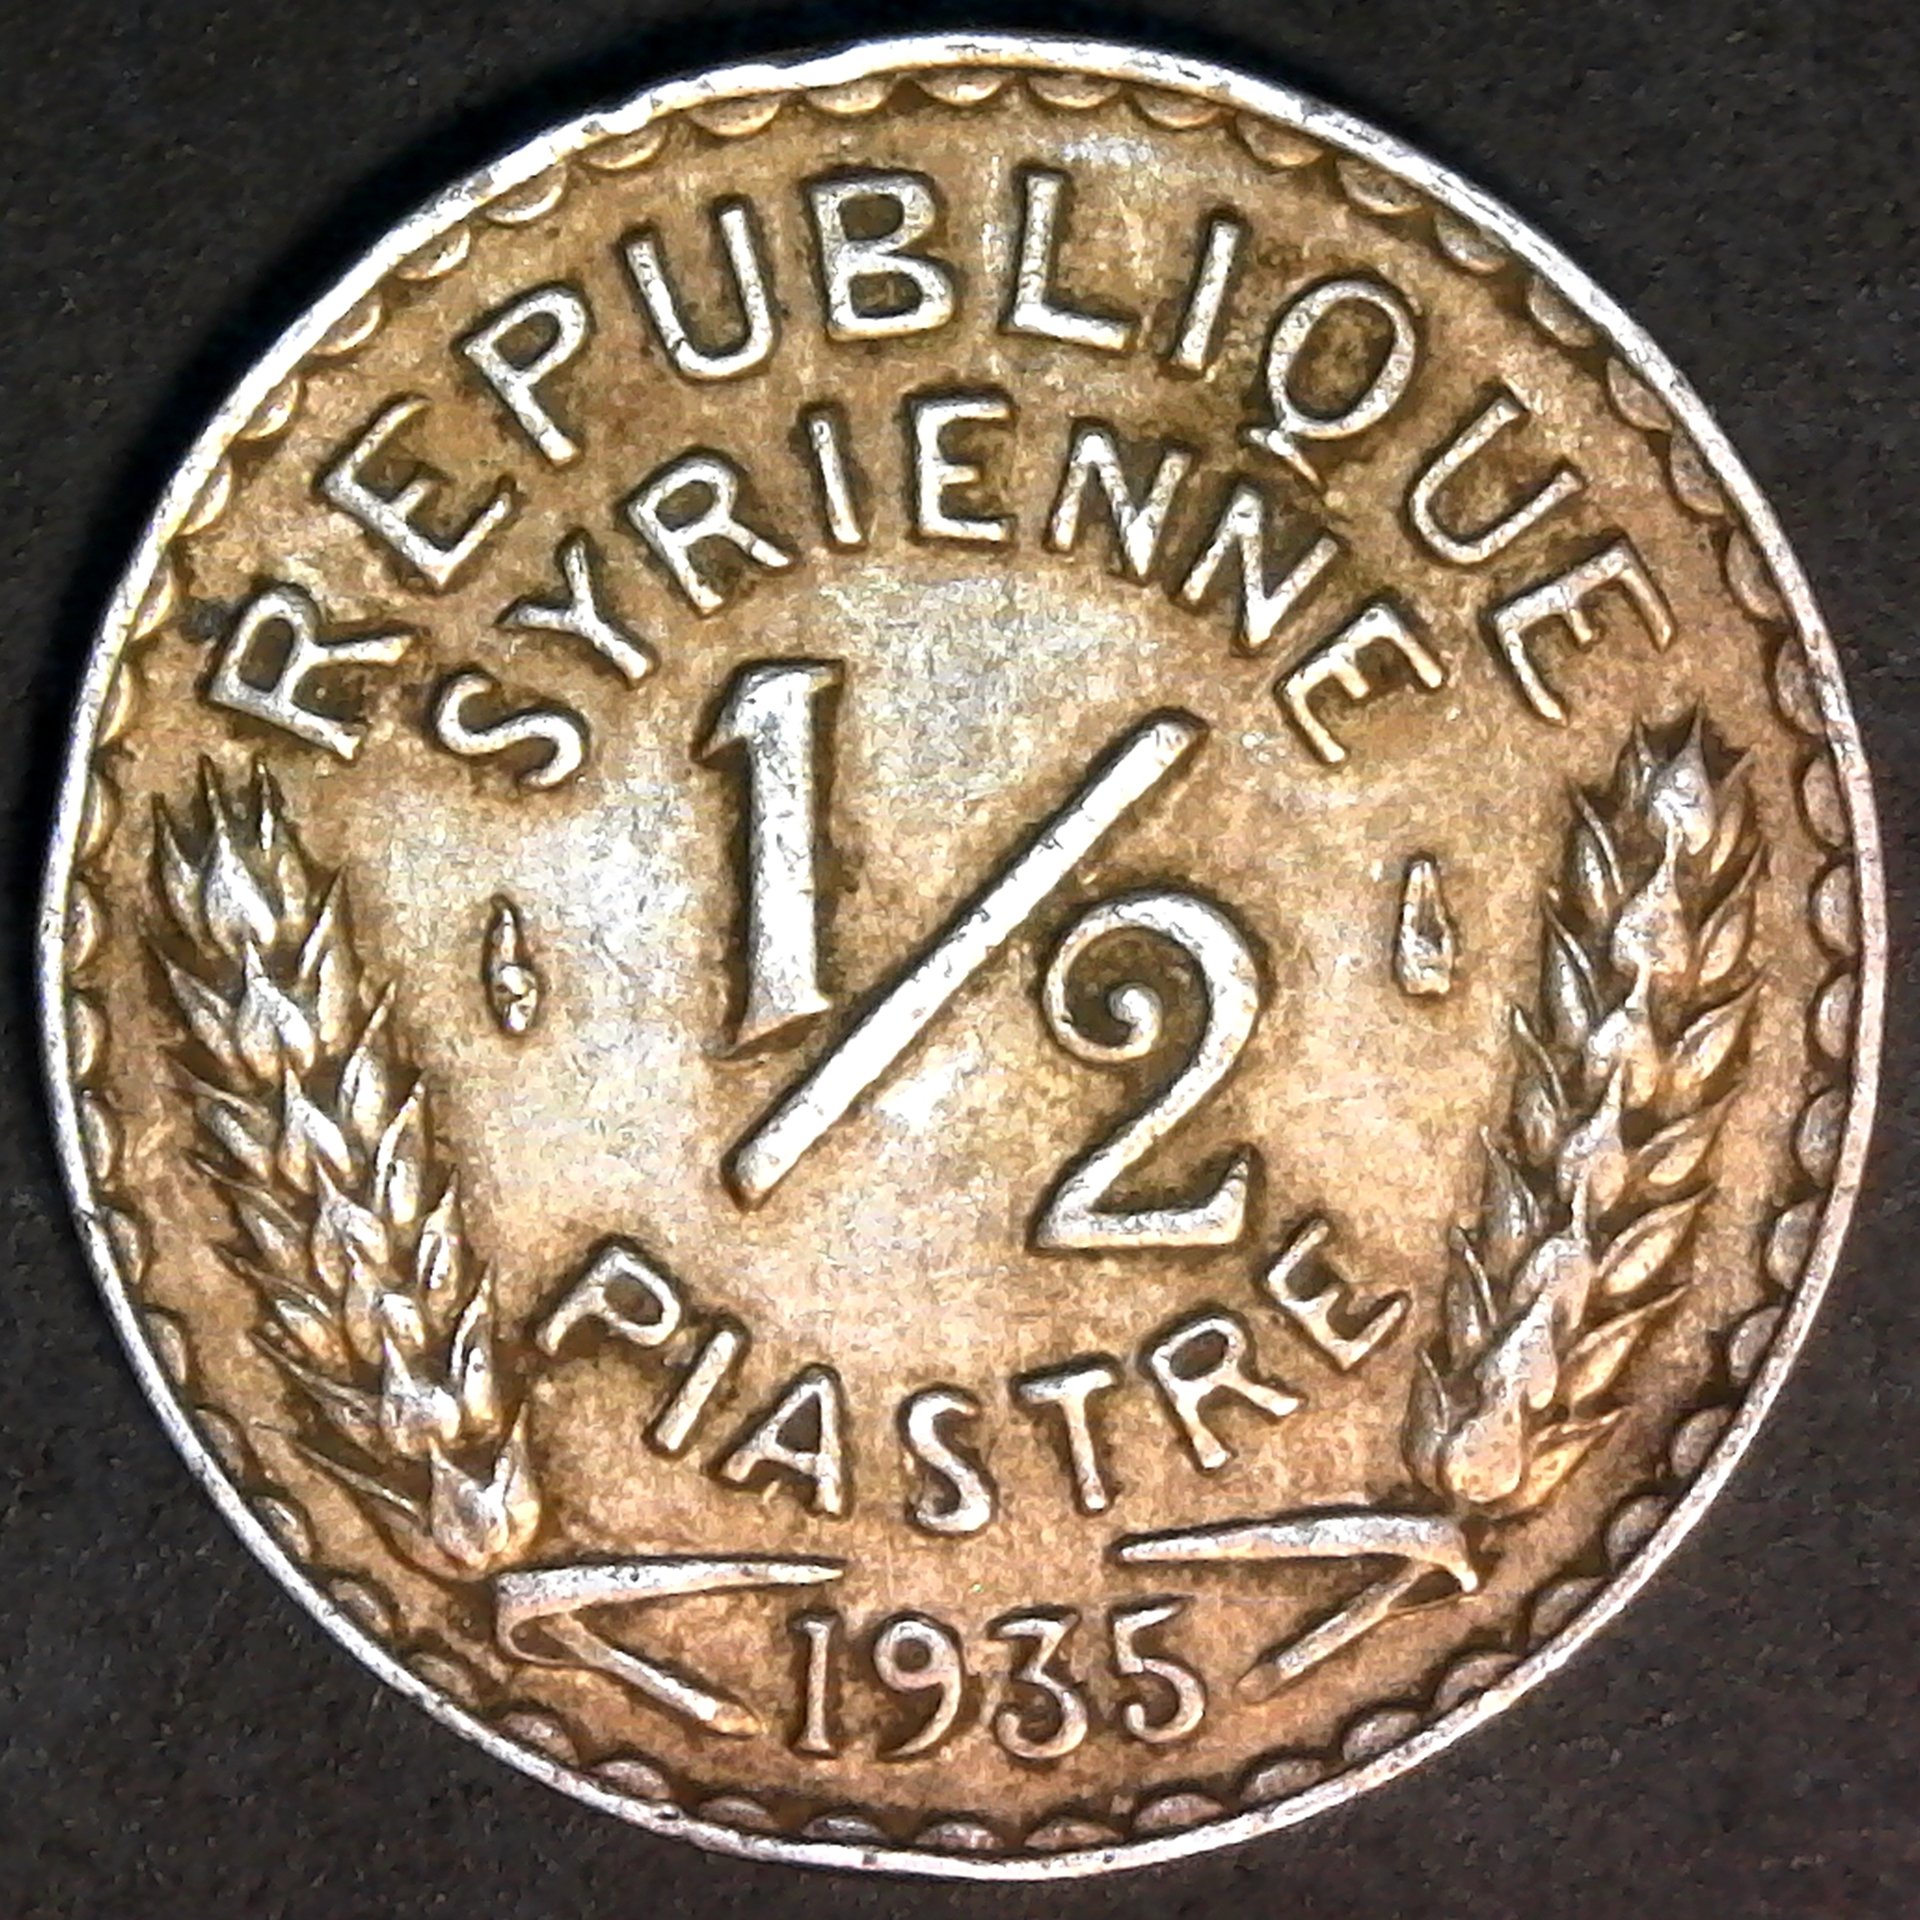 REPUBLIQUE
SYRIENNE
1/2
PIASTRE
1935